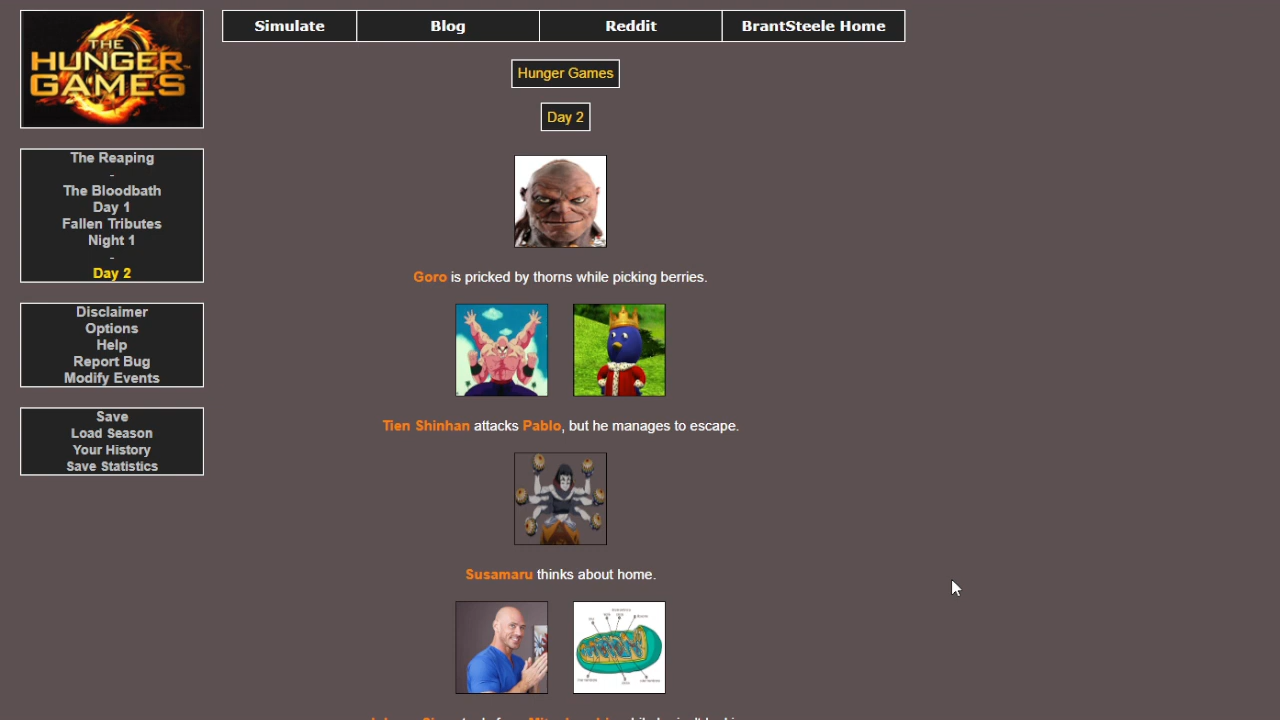 THE
HUNGER
GAMES
Simulate
Blog
Reddit
BrantSteele Home
The Reaping
-
The Bloodbath
Day 1
Fallen Tributes
Night 1
-
Day 2
Disclaimer
Options
Help
Report Bug
Modify Events
Save
Load Season
Your History
Save Statistics
Hunger Games
Day 2
Goro is pricked by thorns while picking berries.
Tien Shinhan attacks Pablo, but he manages to escape.
Susamaru thinks about home.